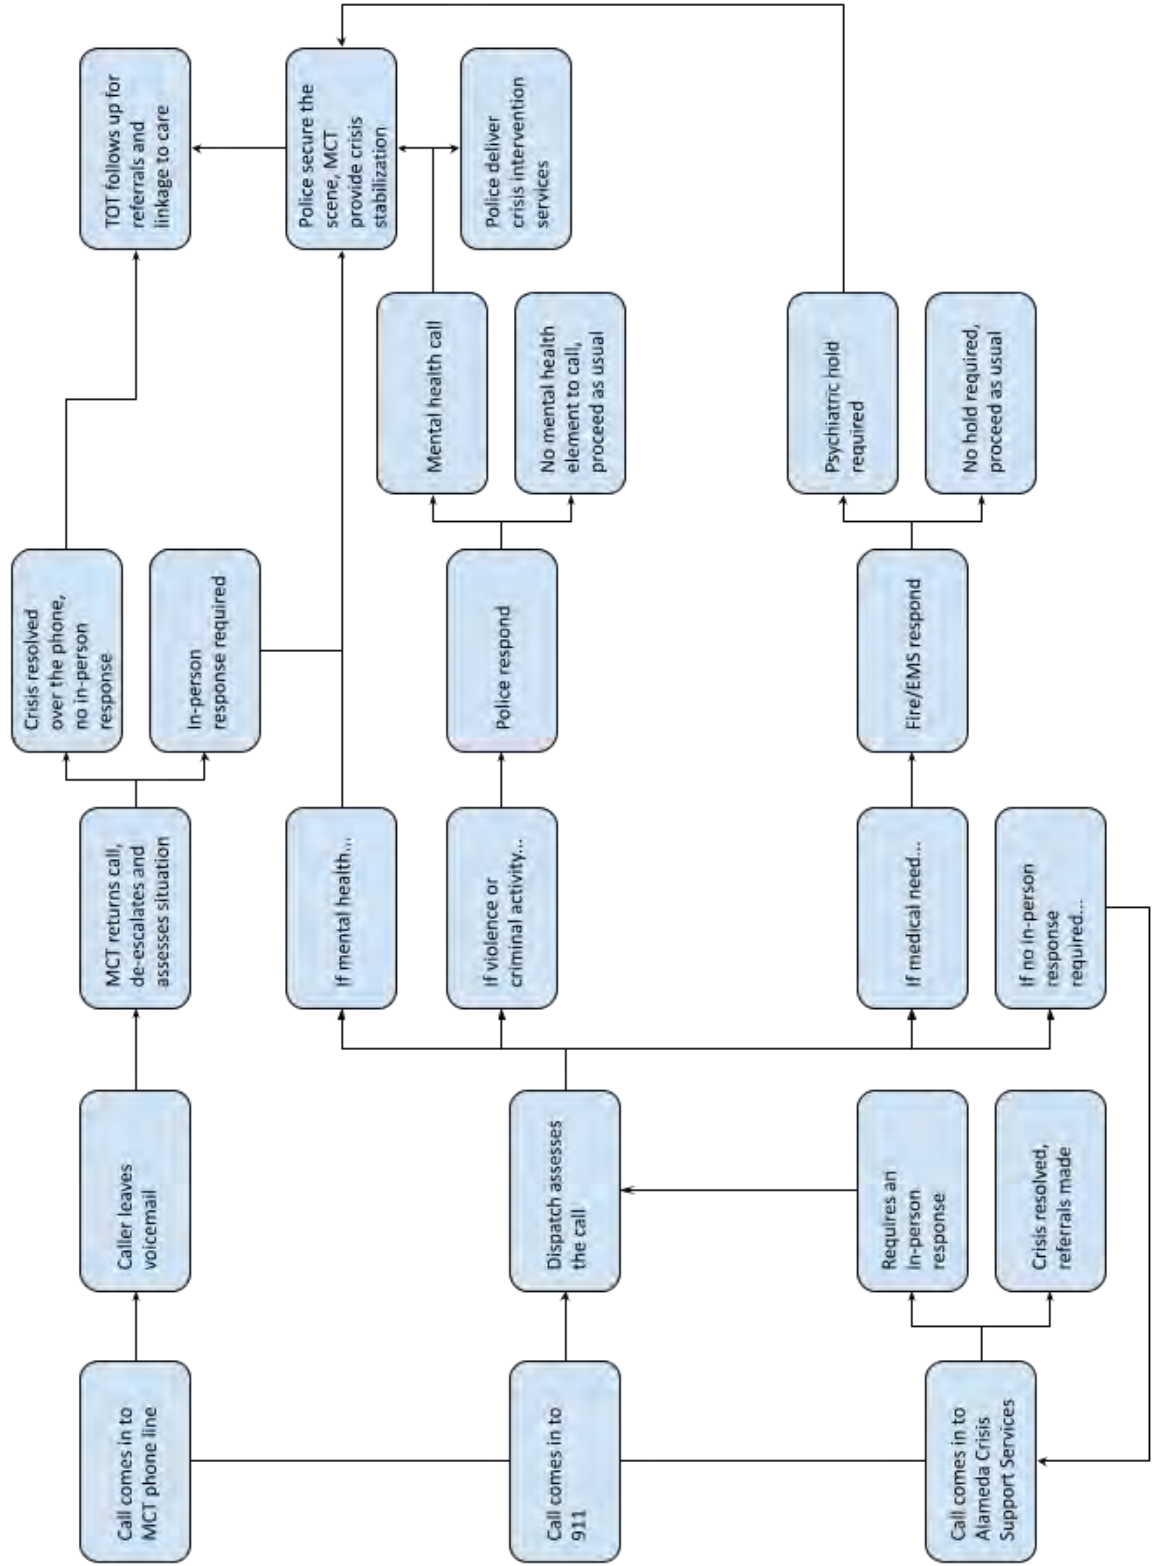 Call comes in to
MCT phone line
Caller leaves
voicemail
MCT returns call,
de-escalates and
assesses situation
Crisis resolved
over the phone,
no in-person
response
In-person
response required
TOT follows up for
referrals and
linkage to care
Call comes in to
911
Dispatch assesses
the call
If mental health...
Police secure the
scene, MCT
provide crisis
stabilization
If violence or
criminal activity...
Police respond
Mental health call
No mental health
element to call,
proceed as usual
Police deliver
crisis intervention
services
Call comes in to
Alameda Crisis
Support Services
Requires an
in-person
response
Crisis resolved,
referrals made
If medical need...
If no in-person
response
required...
Fire/EMS respond
Psychiatric hold
required
No hold required,
proceed as usual